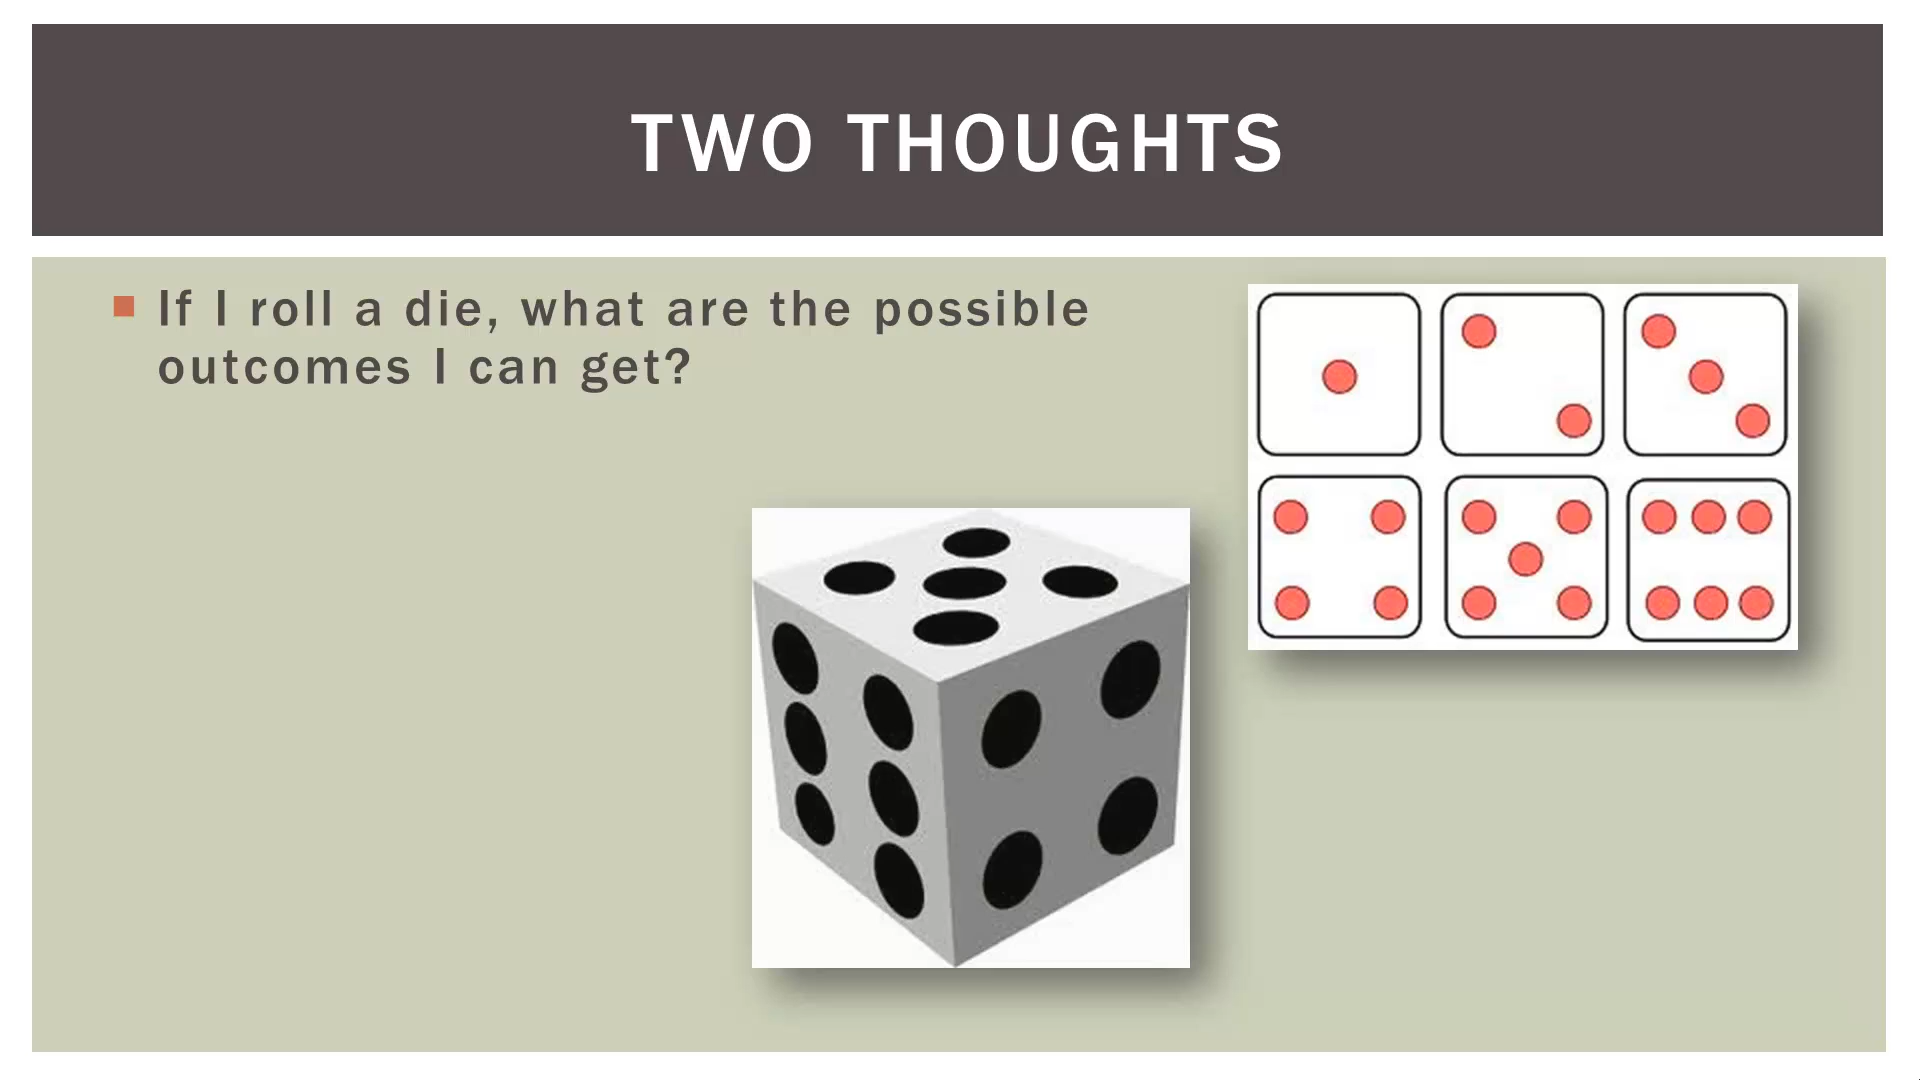 TWO THOUGHTS
If I roll a die, what are the possible
outcomes I can get?